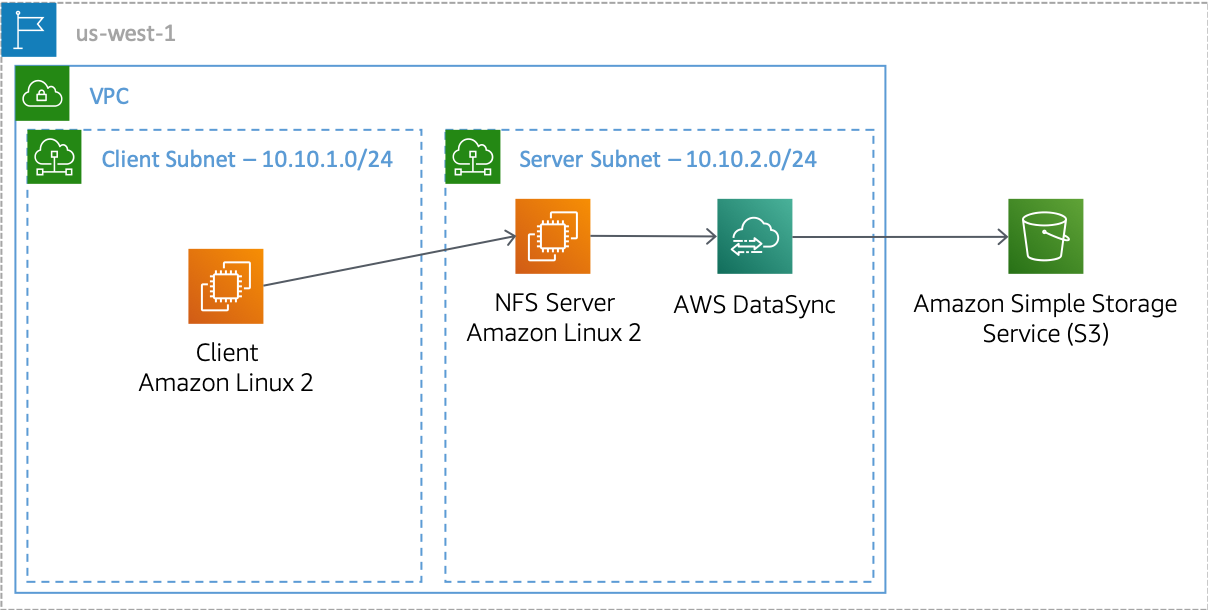 us-west-1
VPC
Client Subnet – 10.10.1.0/24
Server Subnet – 10.10.2.0/24
Client
Amazon Linux 2
NFS Server
Amazon Linux 2
AWS DataSync
Amazon Simple Storage
Service (S3)